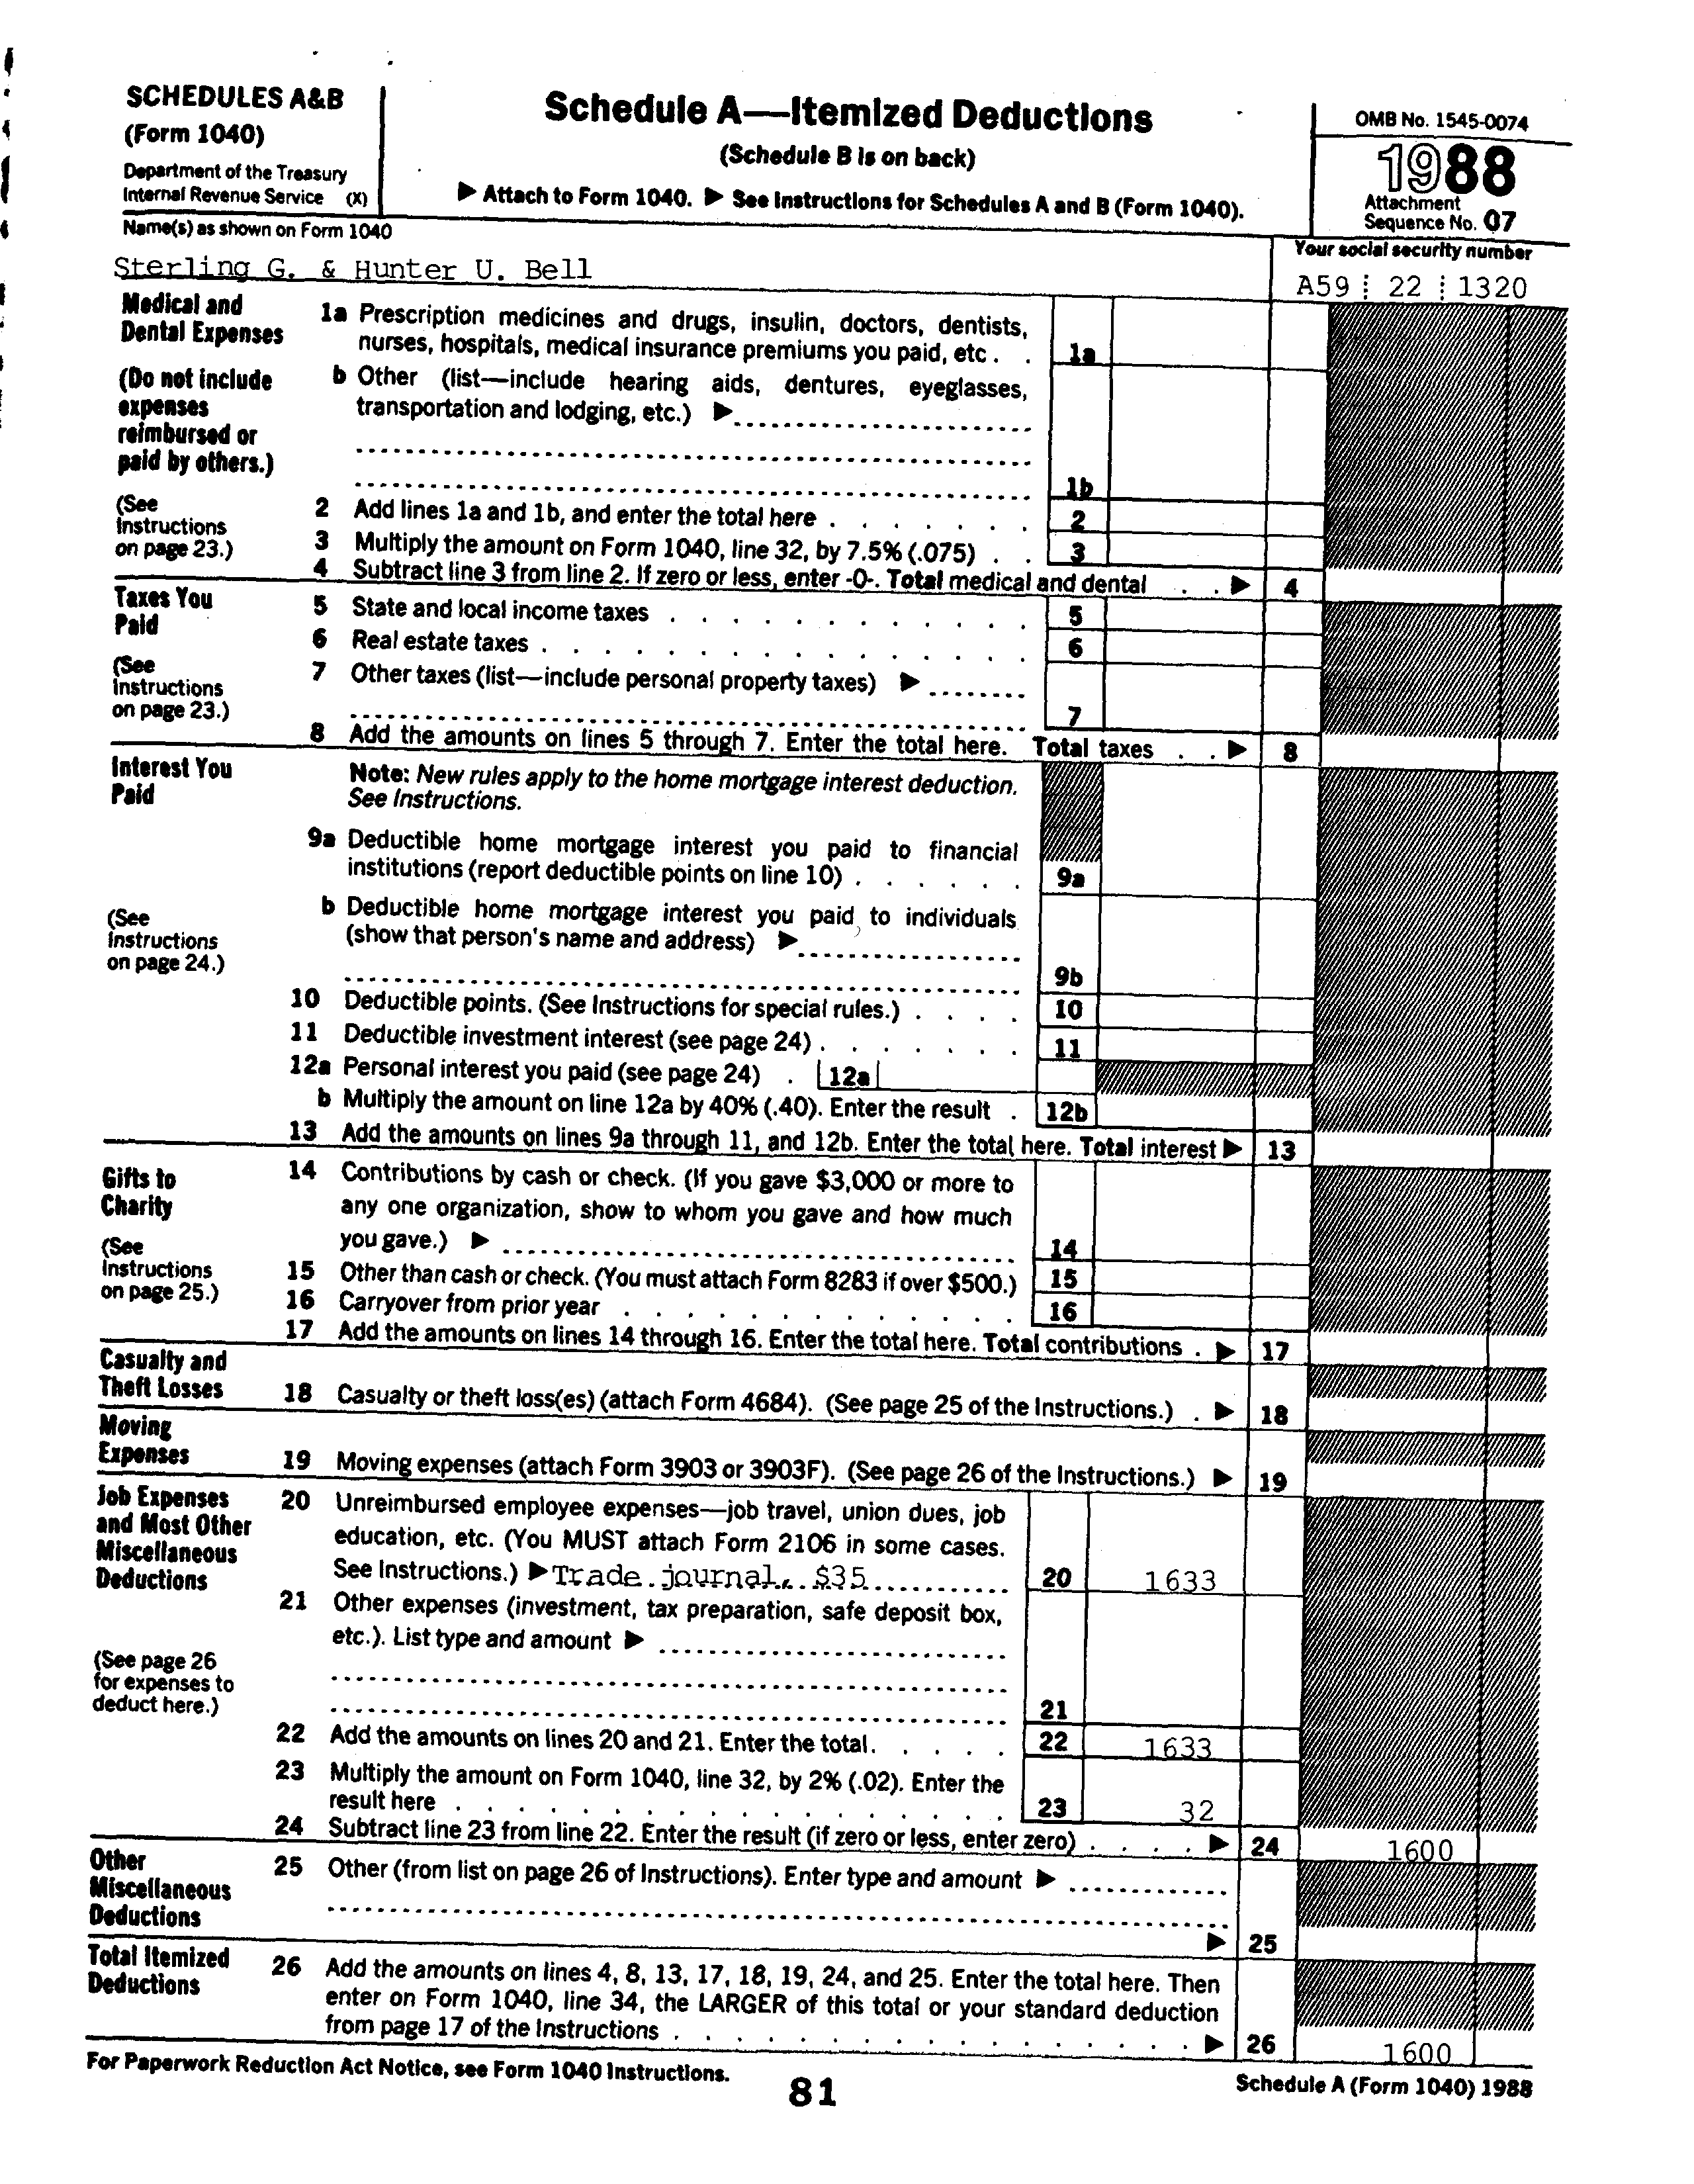 SCHEDULES A&B
(Form 1040)
Department of the Treasury
Internal Revenue Service (X)
Schedule A—Itemized Deductions
(Schedule B is on back)
▶ Attach to Form 1040. ▶ See Instructions for Schedules A and B (Form 1040).
OMB No. 1545-0074
1988
Attachment
Sequence No. 07
Name(s) as shown on Form 1040
Sterling G. & Hunter U. Bell
Your social security number
A59 22 1320
Medical and
Dental Expenses
(Do not include
expenses
reimbursed or
paid by others.)
(See
Instructions
on page 23.)
1a Prescription medicines and drugs, insulin, doctors, dentists,
nurses, hospitals, medical insurance premiums you paid, etc . . 1a
b Other (list—include hearing aids, dentures, eyeglasses,
transportation and lodging, etc.) ▶
1b
2 Add lines 1a and 1b, and enter the total here . . . . . . . 2
3 Multiply the amount on Form 1040, line 32, by 7.5% (.075) . . 3
4 Subtract line 3 from line 2. If zero or less, enter -0-. Total medical and dental . . ▶ 4
Taxes You
Paid
(See
Instructions
on page 23.)
5 State and local income taxes . . . . . . . . . . . . 5
6 Real estate taxes . . . . . . . . . . . . . . . . 6
7 Other taxes (list—include personal property taxes) ▶
7
8 Add the amounts on lines 5 through 7. Enter the total here. Total taxes . . ▶ 8
Interest You
Paid
(See
Instructions
on page 24.)
Note: New rules apply to the home mortgage interest deduction.
See Instructions.
9a Deductible home mortgage interest you paid to financial
institutions (report deductible points on line 10) . . . . . . 9a
b Deductible home mortgage interest you paid to individuals
(show that person's name and address) ▶
9b
10 Deductible points. (See Instructions for special rules.) . . . . 10
11 Deductible investment interest (see page 24) . . . . . . . 11
12a Personal interest you paid (see page 24) . 12a
b Multiply the amount on line 12a by 40% (.40). Enter the result . 12b
13 Add the amounts on lines 9a through 11, and 12b. Enter the total here. Total interest ▶ 13
Gifts to
Charity
(See
Instructions
on page 25.)
14 Contributions by cash or check. (If you gave $3,000 or more to
any one organization, show to whom you gave and how much
you gave.) ▶ 14
15 Other than cash or check. (You must attach Form 8283 if over $500.) 15
16 Carryover from prior year . . . . . . . . . . . . . 16
17 Add the amounts on lines 14 through 16. Enter the total here. Total contributions . ▶ 17
Casualty and
Theft Losses
18 Casualty or theft loss(es) (attach Form 4684). (See page 25 of the Instructions.) . ▶ 18
Moving
Expenses
19 Moving expenses (attach Form 3903 or 3903F). (See page 26 of the Instructions.) ▶ 19
Job Expenses
and Most Other
Miscellaneous
Deductions
(See page 26
for expenses to
deduct here.)
20 Unreimbursed employee expenses—job travel, union dues, job
education, etc. (You MUST attach Form 2106 in some cases.
See Instructions.) ▶ Trade journal, $35 20 1633
21 Other expenses (investment, tax preparation, safe deposit box,
etc.). List type and amount ▶
21
22 Add the amounts on lines 20 and 21. Enter the total. . . . . 22 1633
23 Multiply the amount on Form 1040, line 32, by 2% (.02). Enter the
result here . . . . . . . . . . . . . . . . . . 23 32
24 Subtract line 23 from line 22. Enter the result (if zero or less, enter zero) . . . . ▶ 24 1600
Other
Miscellaneous
Deductions
25 Other (from list on page 26 of Instructions). Enter type and amount ▶
▶ 25
Total Itemized
Deductions
26 Add the amounts on lines 4, 8, 13, 17, 18, 19, 24, and 25. Enter the total here. Then
enter on Form 1040, line 34, the LARGER of this total or your standard deduction
from page 17 of the Instructions . . . . . . . . . . . . . . . . . ▶ 26 1600
For Paperwork Reduction Act Notice, see Form 1040 Instructions.
81
Schedule A (Form 1040) 1988